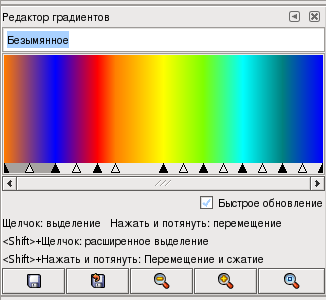 Редактор градиентов
Безымянное
Быстрое обновление
Щелчок: выделение Нажать и потянуть: перемещение
<Shift>+Щелчок: расширенное выделение
<Shift>+Нажать и потянуть: Перемещение и сжатие